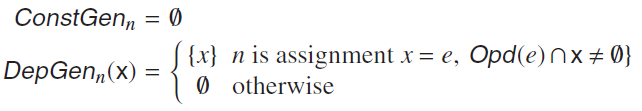 ConstGenₙ = ∅
DepGenₙ(x) = { {x} n is assignment x = e, Opd(e) ∩ x ≠ ∅}
∅ otherwise